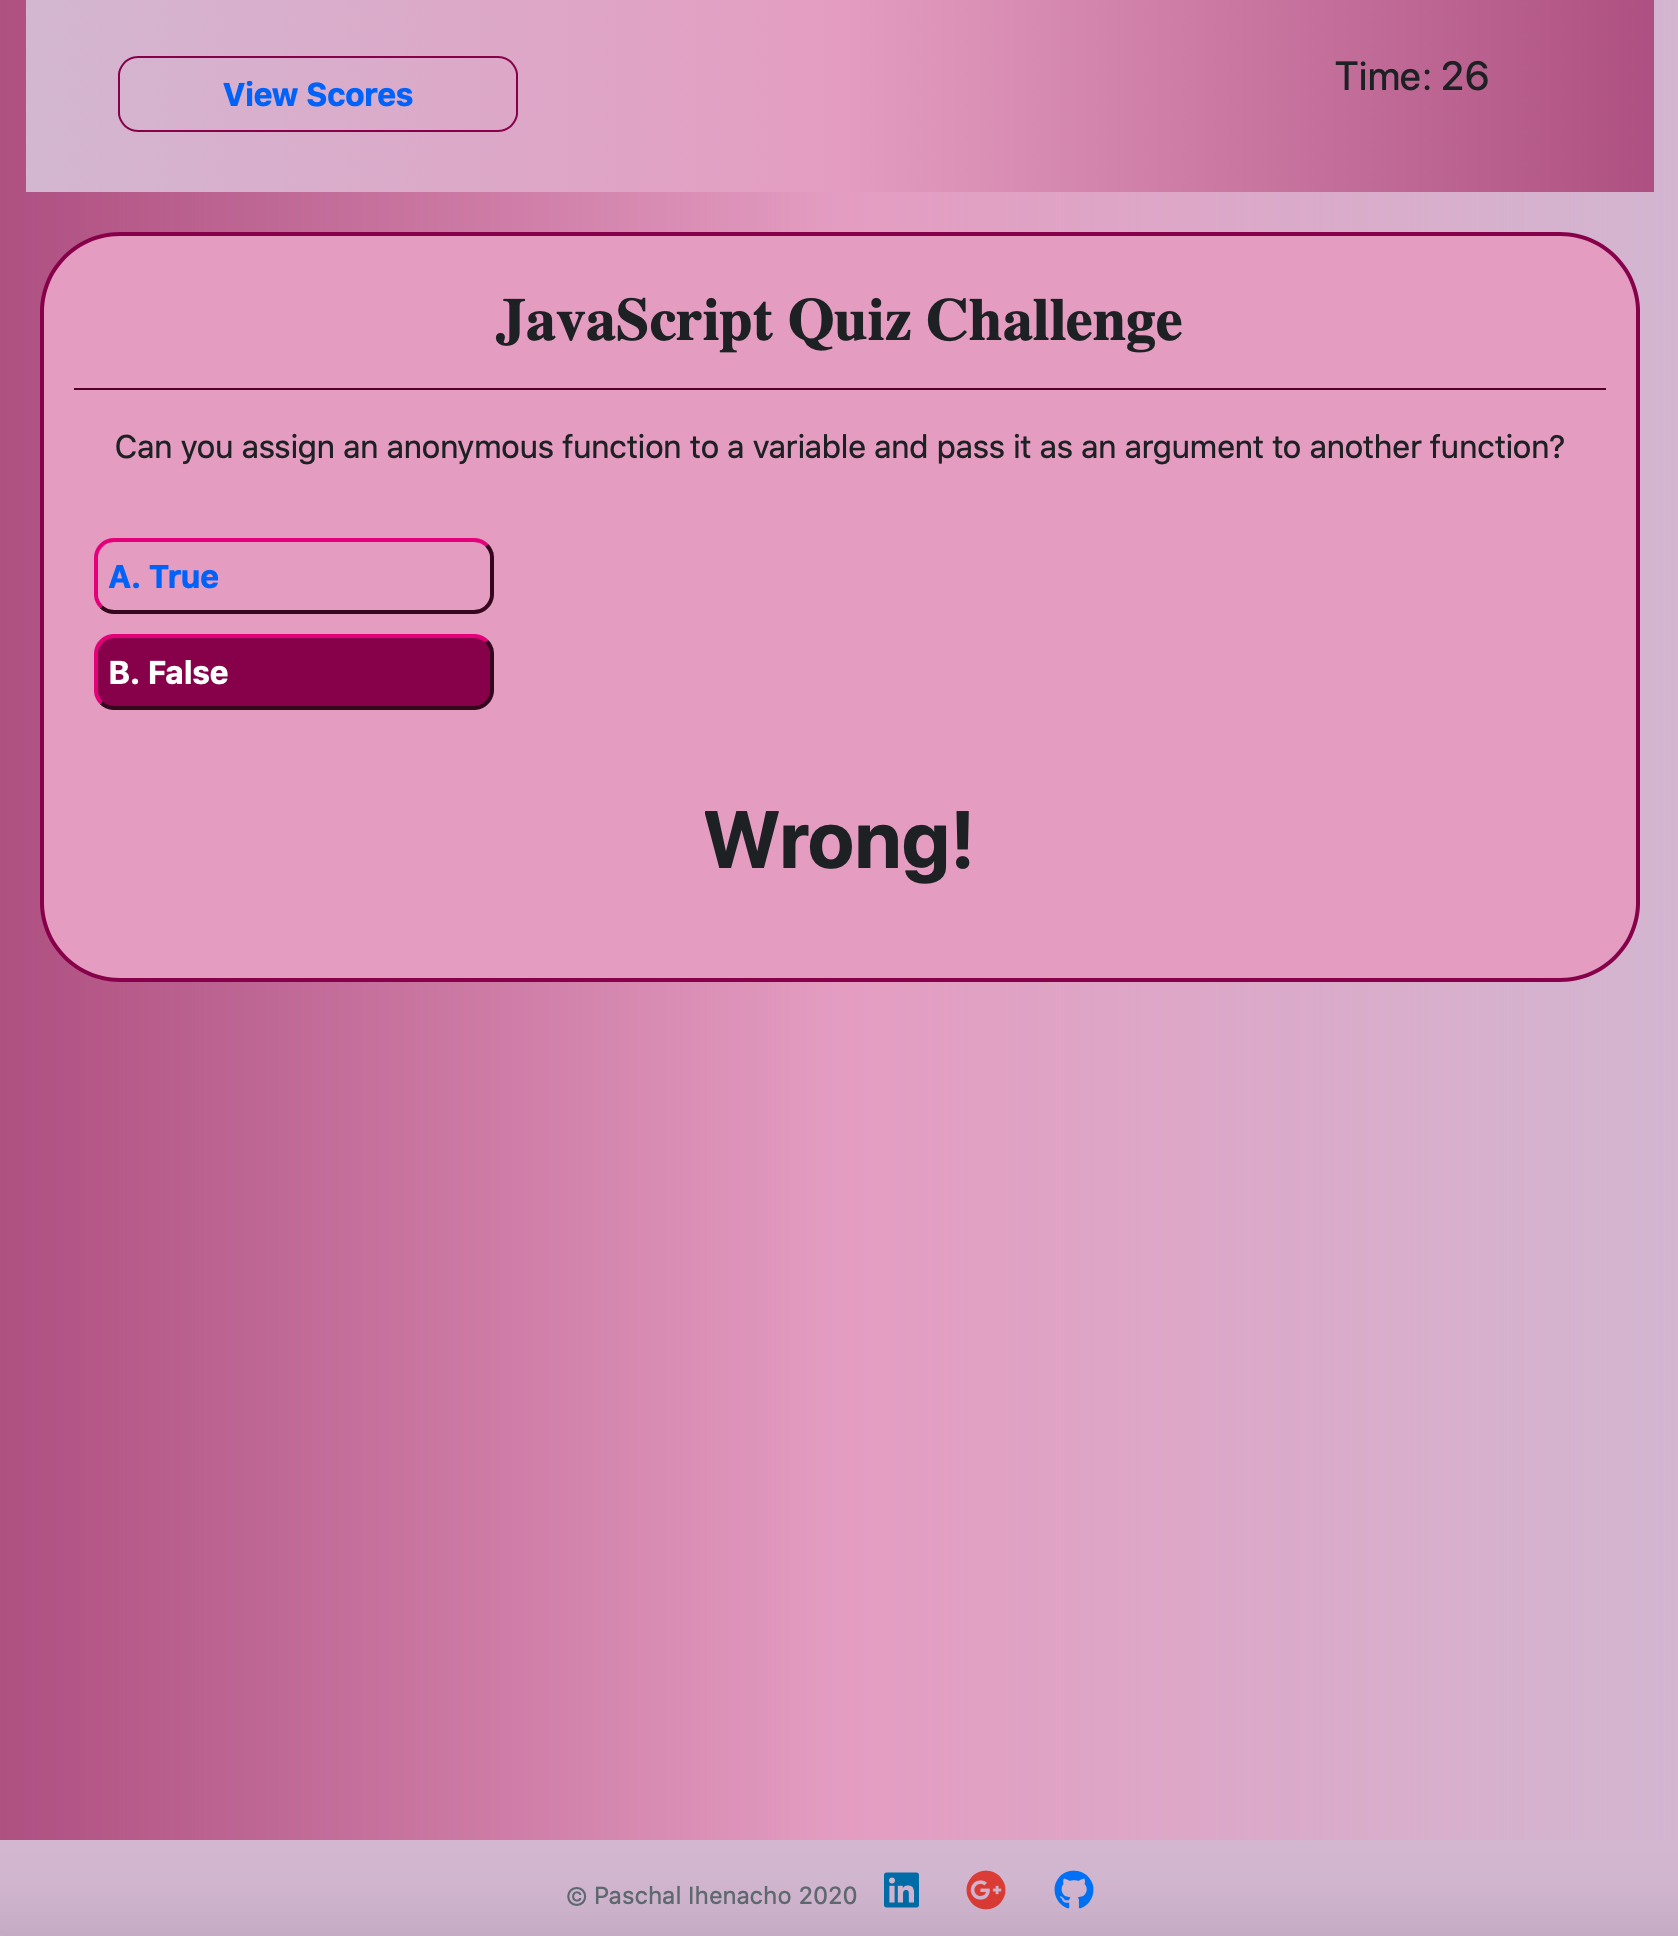 View Scores
Time: 26
JavaScript Quiz Challenge
Can you assign an anonymous function to a variable and pass it as an argument to another function?
A. True
B. False
Wrong!
© Paschal Ihenacho 2020 in G+